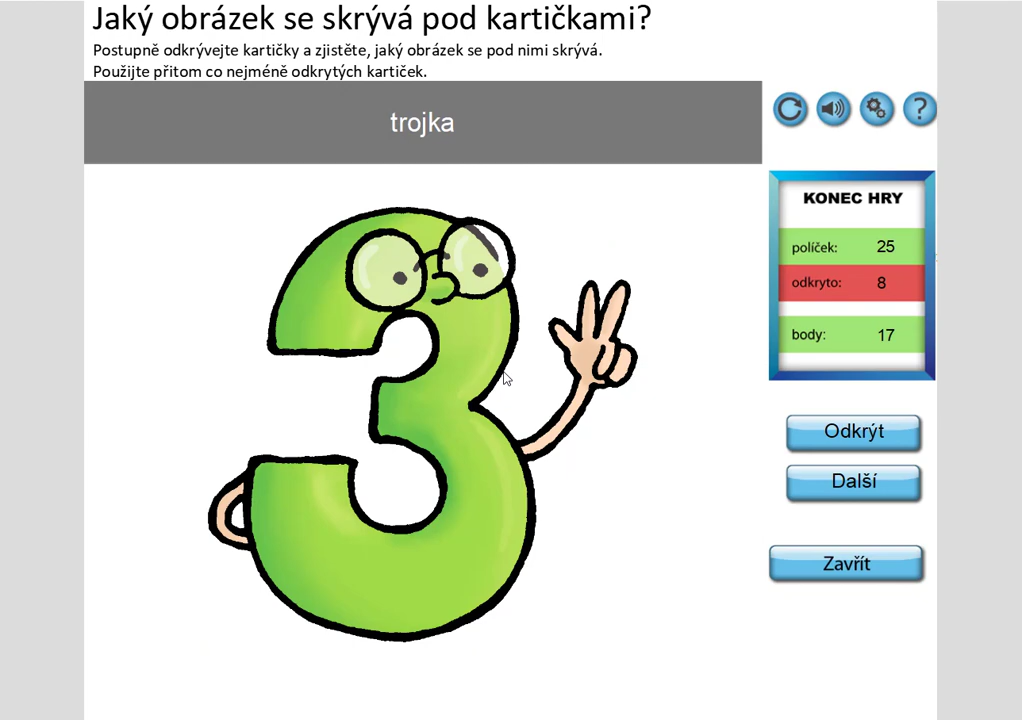 Jaký obrázek se skrývá pod kartičkami?
Postupně odkrývejte kartičky a zjistěte, jaký obrázek se pod nimi skrývá.
Použijte přitom co nejméně odkrytých kartiček.
trojka
?
KONEC HRY
políček: 25
odkryto: 8
body: 17
Odkrýt
Další
Zavřít